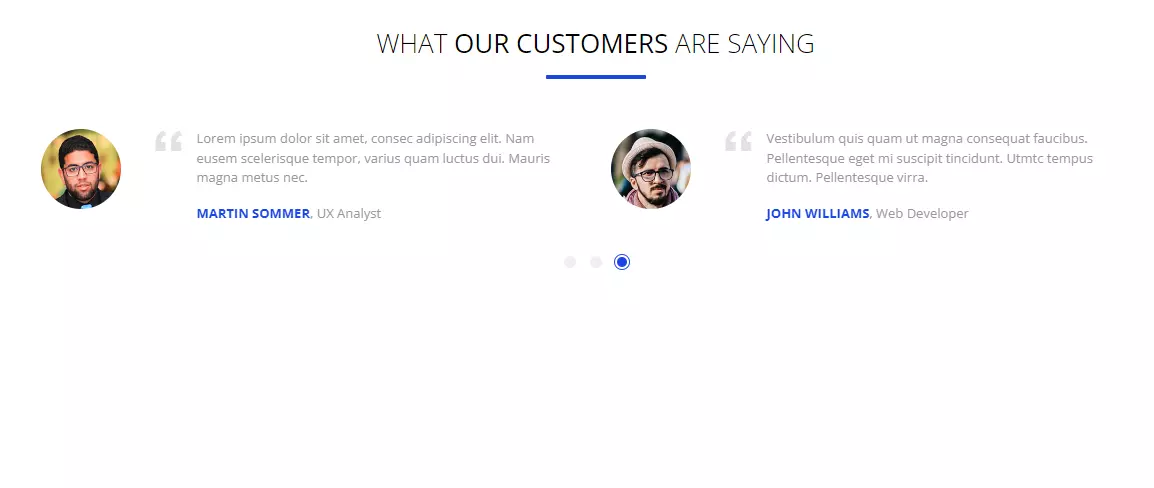 WHAT OUR CUSTOMERS ARE SAYING
Lorem ipsum dolor sit amet, consec adipiscing elit. Nam
eusem scelerisque tempor, varius quam luctus dui. Mauris
magna metus nec.
MARTIN SOMMER, UX Analyst
Vestibulum quis quam ut magna consequat faucibus.
Pellentesque eget mi suscipit tincidunt. Utmtc tempus
dictum. Pellentesque virra.
JOHN WILLIAMS, Web Developer